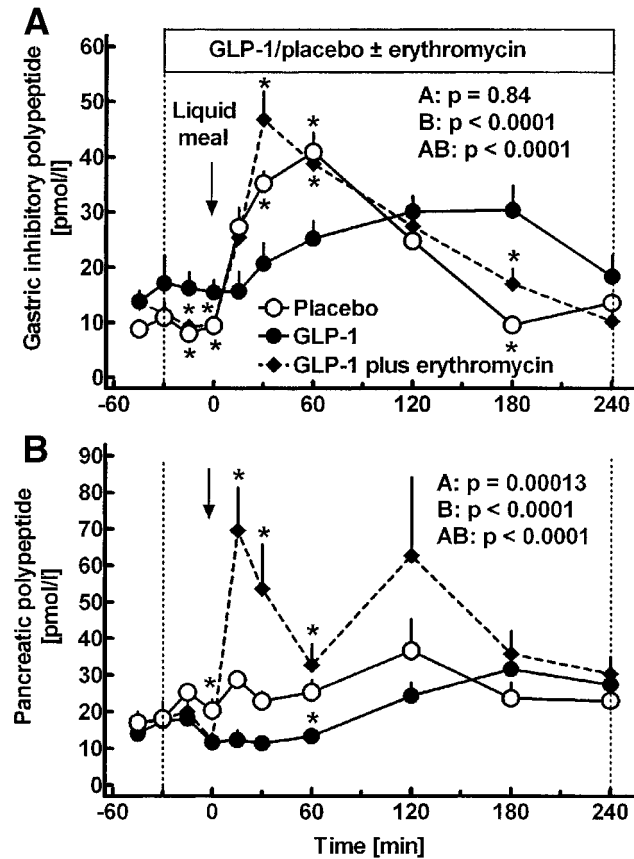 A
GLP-1/placebo ± erythromycin
Gastric inhibitory polypeptide
[pmol/l]
60
50
40
30
20
10
0
Liquid
meal
A: p = 0.84
B: p < 0.0001
AB: p < 0.0001
*
*
*
*
*
*
*
*
*
*
Placebo
GLP-1
GLP-1 plus erythromycin
-60 0 60 120 180 240
B
Pancreatic polypeptide
[pmol/l]
90
80
70
60
50
40
30
20
10
0
A: p = 0.00013
B: p < 0.0001
AB: p < 0.0001
*
*
*
*
*
-60 0 60 120 180 240
Time [min]